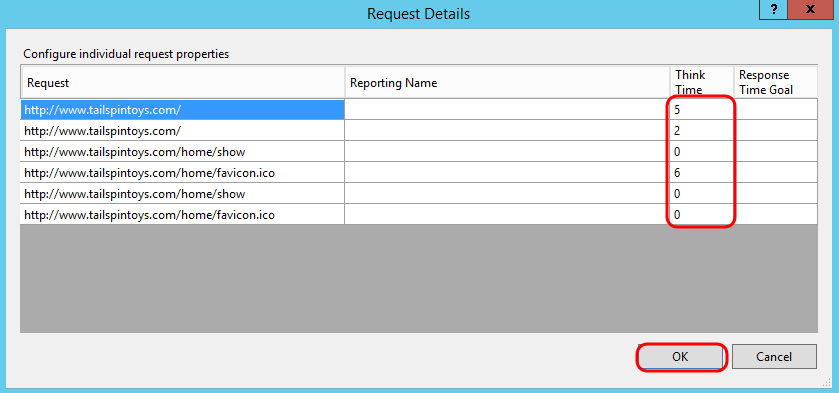 Request Details
?
x
Configure individual request properties
Request Reporting Name Think Time Response Time Goal
http://www.tailspintoys.com/ 5
http://www.tailspintoys.com/ 2
http://www.tailspintoys.com/home/show 0
http://www.tailspintoys.com/home/favicon.ico 6
http://www.tailspintoys.com/home/show 0
http://www.tailspintoys.com/home/favicon.ico 0
OK Cancel